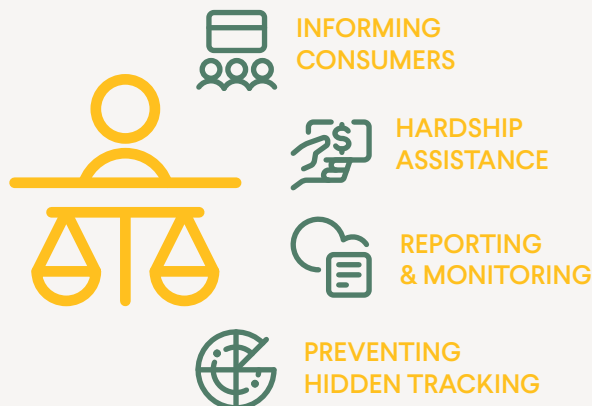 INFORMING
CONSUMERS
HARDSHIP
ASSISTANCE
REPORTING
& MONITORING
PREVENTING
HIDDEN TRACKING